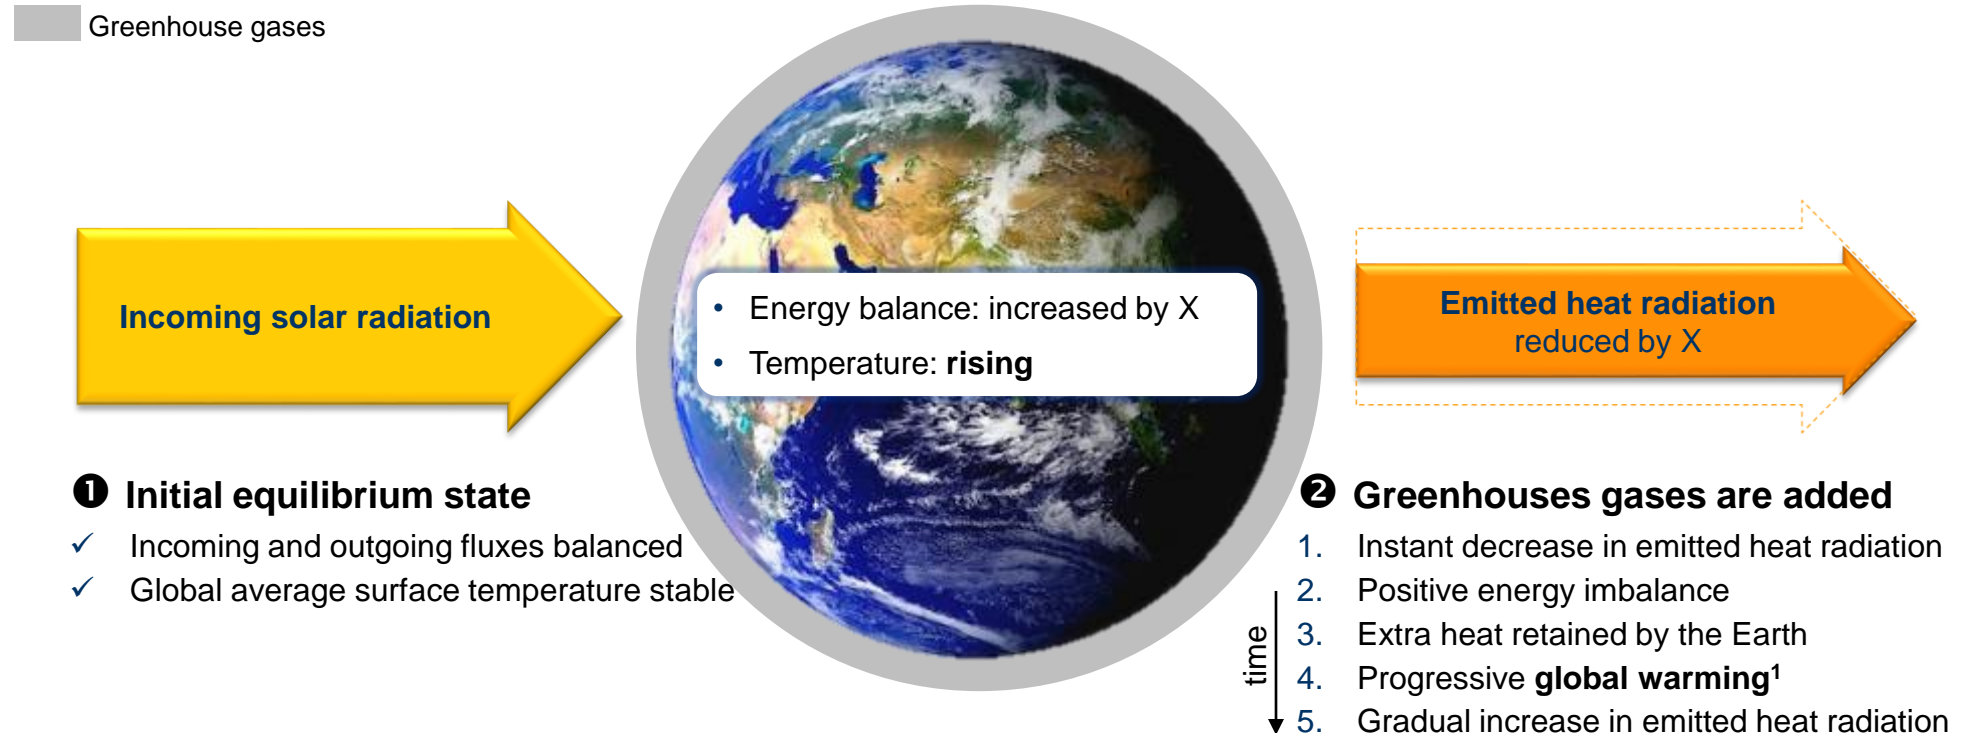 Greenhouse gases
Incoming solar radiation
• Energy balance: increased by X
• Temperature: rising
Emitted heat radiation
reduced by X
❶ Initial equilibrium state
✓ Incoming and outgoing fluxes balanced
✓ Global average surface temperature stable
❷ Greenhouses gases are added
1. Instant decrease in emitted heat radiation
2. Positive energy imbalance
3. Extra heat retained by the Earth
4. Progressive global warming¹
5. Gradual increase in emitted heat radiation
time